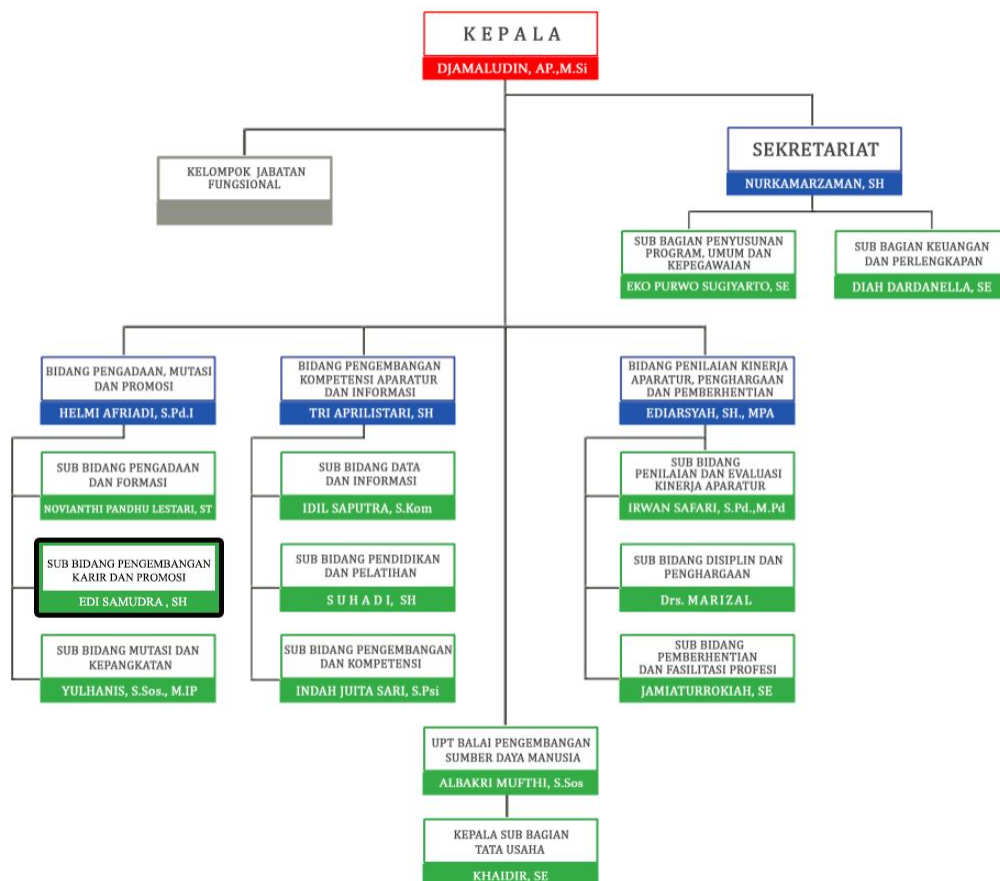 K E P A L A
DJAMALUDIN, AP.,M.Si
KELOMPOK JABATAN
FUNGSIONAL
SEKRETARIAT
NURKAMARZAMAN, SH
SUB BAGIAN PENYUSUNAN
PROGRAM, UMUM DAN
KEPEGAWAIAN
EKO PURWO SUGIYARTO, SE
SUB BAGIAN KEUANGAN
DAN PERLENGKAPAN
DIAH DARDANELLA, SE
BIDANG PENGADAAN, MUTASI
DAN PROMOSI
HELMI AFRIADI, S.Pd.I
SUB BIDANG PENGADAAN
DAN FORMASI
NOVIANTHI PANDHU LESTARI, ST
SUB BIDANG PENGEMBANGAN
KARIR DAN PROMOSI
EDI SAMUDRA , SH
SUB BIDANG MUTASI DAN
KEPANGKATAN
YULHANIS, S.Sos., M.IP
BIDANG PENGEMBANGAN
KOMPETENSI APARATUR
DAN INFORMASI
TRI APRILISTARI, SH
SUB BIDANG DATA
DAN INFORMASI
IDIL SAPUTRA, S.Kom
SUB BIDANG PENDIDIKAN
DAN PELATIHAN
S U H A D I, SH
SUB BIDANG PENGEMBANGAN
DAN KOMPETENSI
INDAH JUITA SARI, S.Psi
BIDANG PENILAIAN KINERJA
APARATUR, PENGHARGAAN
DAN PEMBERHENTIAN
EDIARSYAH, SH., MPA
SUB BIDANG
PENILAIAN DAN EVALUASI
KINERJA APARATUR
IRWAN SAFARI, S.Pd.,M.Pd
SUB BIDANG DISIPLIN DAN
PENGHARGAAN
Drs. MARIZAL
SUB BIDANG
PEMBERHENTIAN
DAN FASILITASI PROFESI
JAMIATURROKIAH, SE
UPT BALAI PENGEMBANGAN
SUMBER DAYA MANUSIA
ALBAKRI MUFTHI, S.Sos
KEPALA SUB BAGIAN
TATA USAHA
KHAIDIR, SE